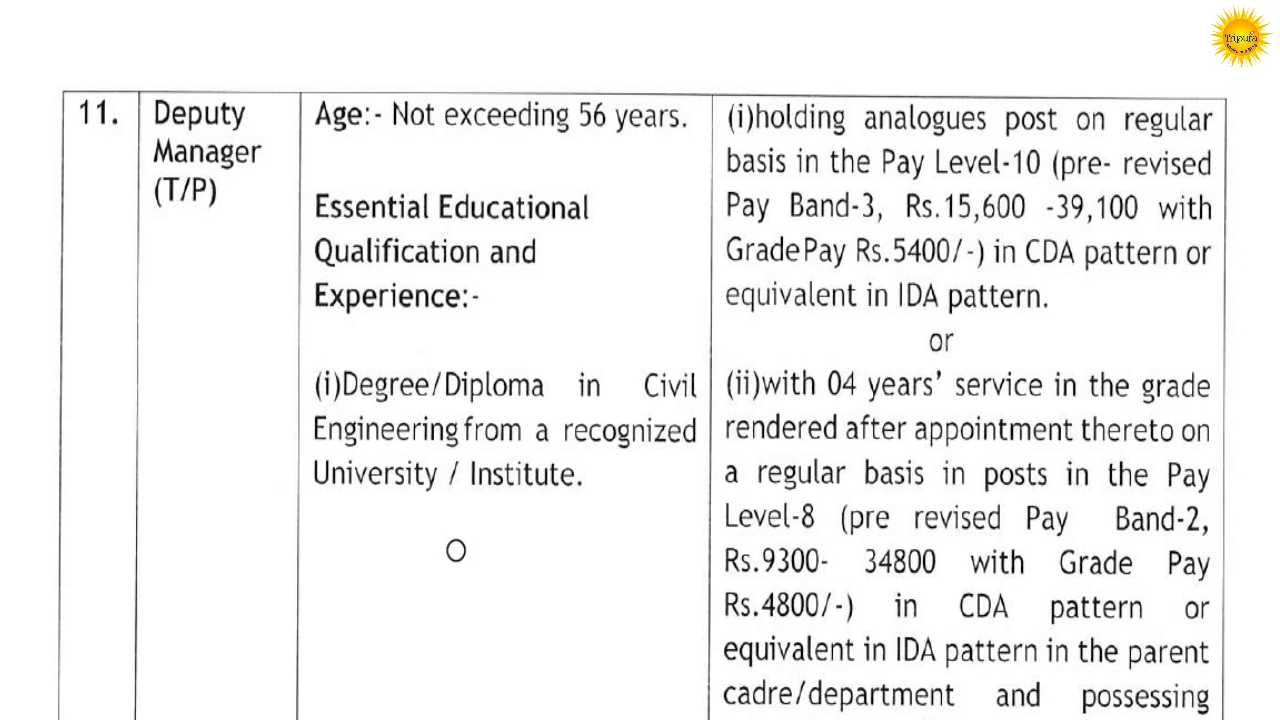 Tripura
11.
Deputy
Manager
(T/P)
Age:- Not exceeding 56 years.
Essential Educational
Qualification and
Experience:-
(i)Degree/Diploma in Civil
Engineering from a recognized
University / Institute.
O
(i)holding analogues post on regular
basis in the Pay Level-10 (pre- revised
Pay Band-3, Rs.15,600 -39,100 with
Grade Pay Rs.5400/-) in CDA pattern or
equivalent in IDA pattern.
or
(ii)with 04 years’ service in the grade
rendered after appointment thereto on
a regular basis in posts in the Pay
Level-8 (pre revised Pay Band-2,
Rs.9300- 34800 with Grade Pay
Rs.4800/-) in CDA pattern or
equivalent in IDA pattern in the parent
cadre/department and possessing